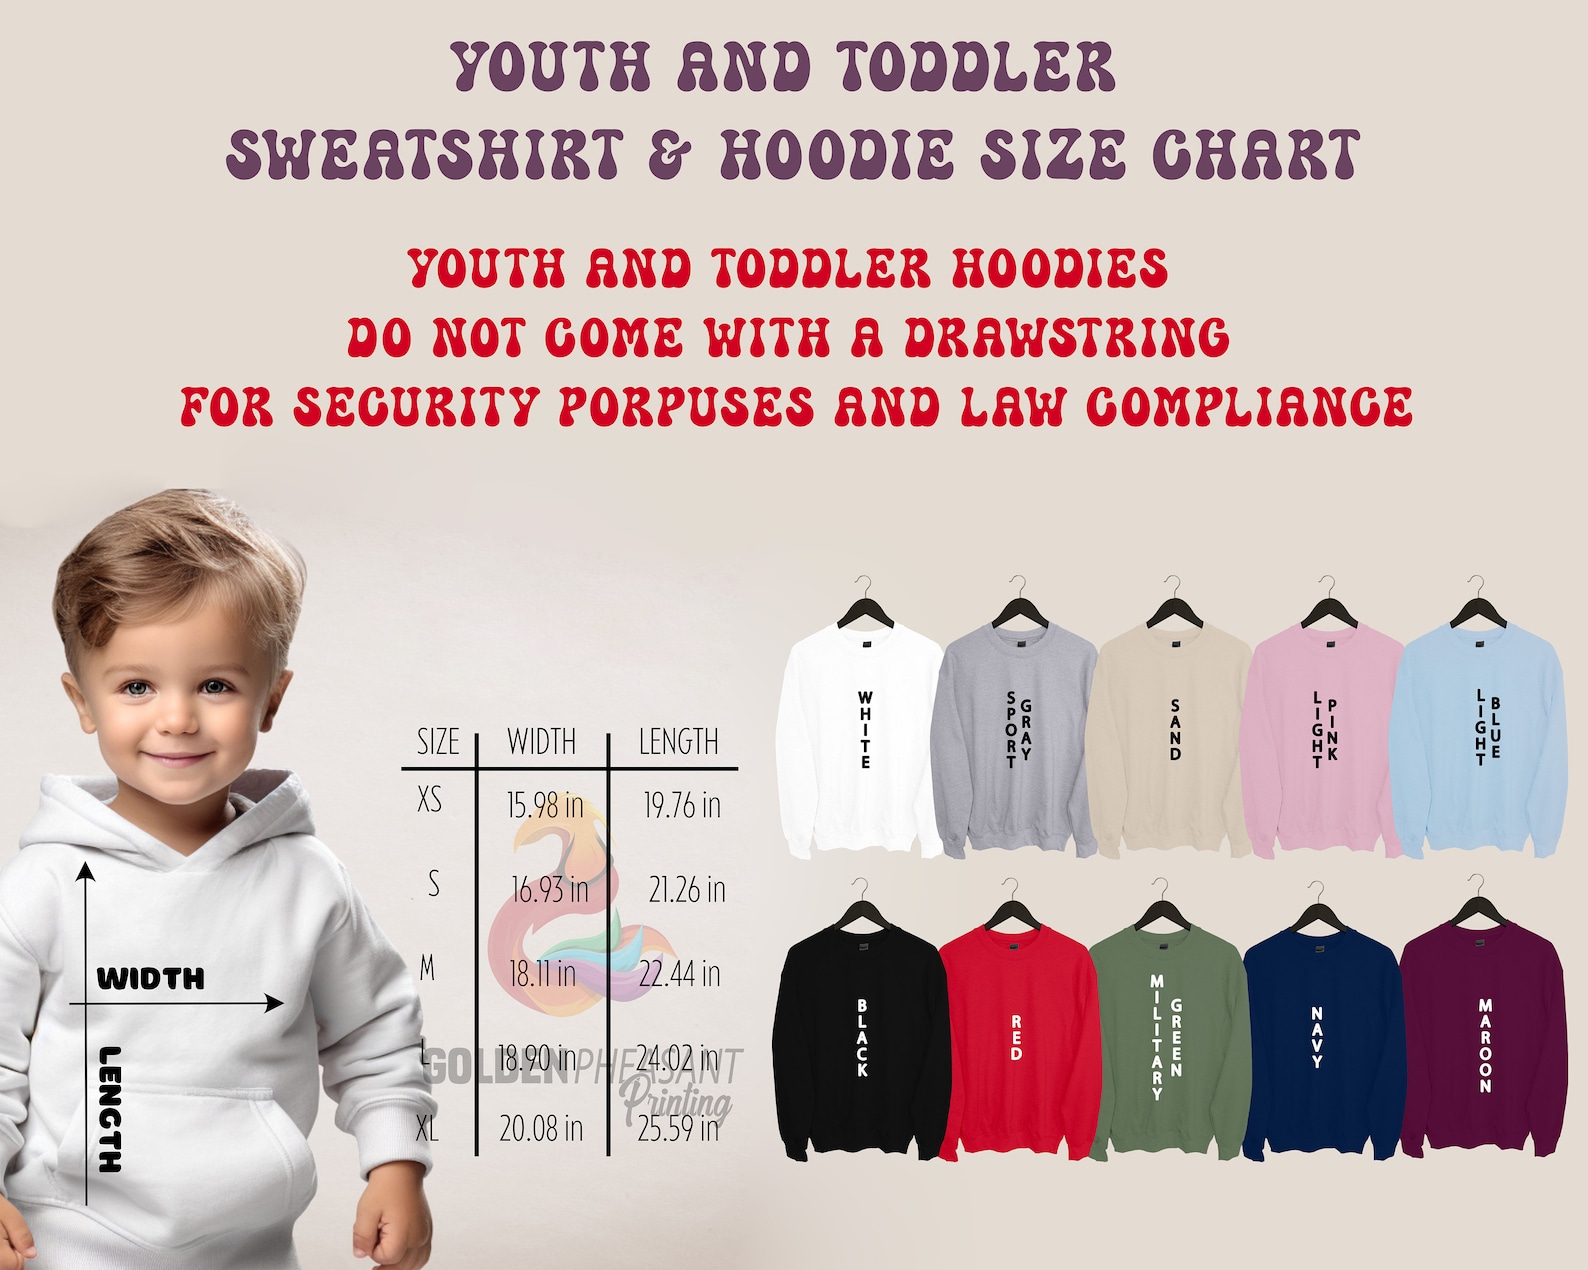 YOUTH AND TODDLER
SWEATSHIRT & HOODIE SIZE CHART
YOUTH AND TODDLER HOODIES
DO NOT COME WITH A DRAWSTRING
FOR SECURITY PORPUSES AND LAW COMPLIANCE
WIDTH
LENGTH
SIZE WIDTH LENGTH
XS 15.98 in 19.76 in
S 16.93 in 21.26 in
M 18.11 in 22.44 in
L 18.90 in 24.02 in
XL 20.08 in 25.59 in
GOLDEN PHEASANT
Printing
WHITE
SPORT GRAY
SAND
LIGHT PINK
LIGHT BLUE
BLACK
RED
MILITARY GREEN
NAVY
MAROON